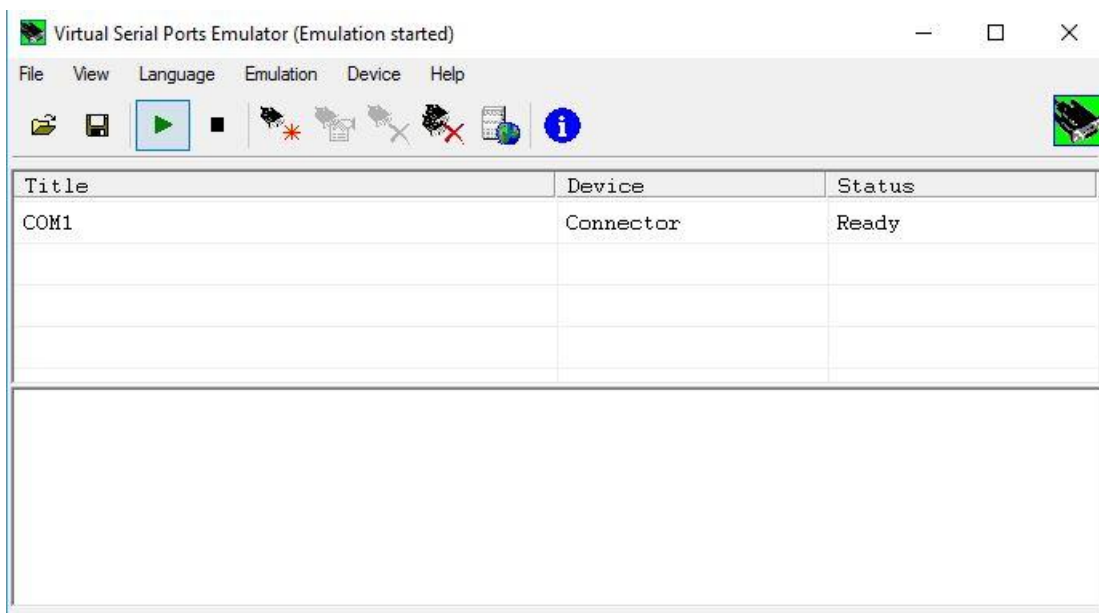 Virtual Serial Ports Emulator (Emulation started)
File View Language Emulation Device Help
Title Device Status
COM1 Connector Ready